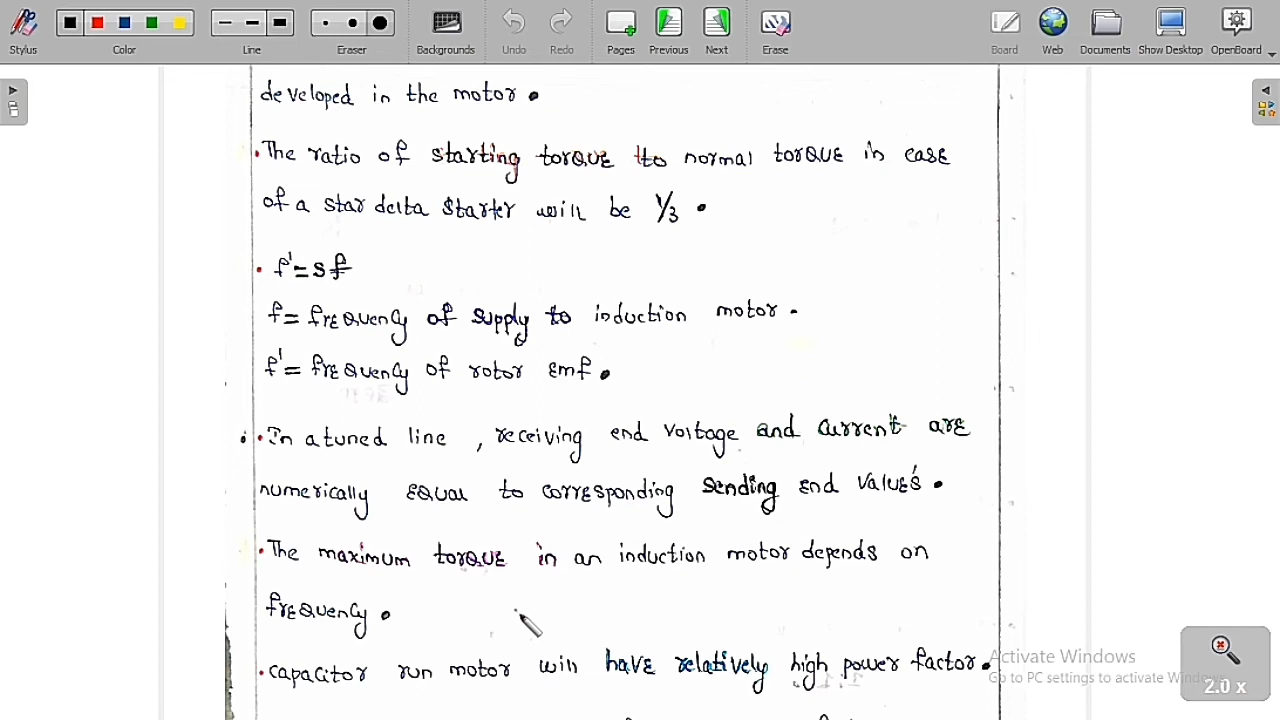 Stylus
Color
Line
Eraser
Backgrounds
Undo
Redo
Pages
Previous
Next
Erase
Board
Web
Documents
Show Desktop
OpenBoard
developed in the motor.
• The ratio of starting torque to normal torque in case
of a star delta starter will be 1/3.
• f'=sf
f= frequency of supply to induction motor.
f'= frequency of rotor emf.
• In a tuned line, receiving end voltage and current are
numerically equal to corresponding sending end value's.
• The maximum torque in an induction motor depends on
frequency.
• capacitor run motor will have relatively high power factor.
Activate Windows
Go to PC settings to activate
2.0 x